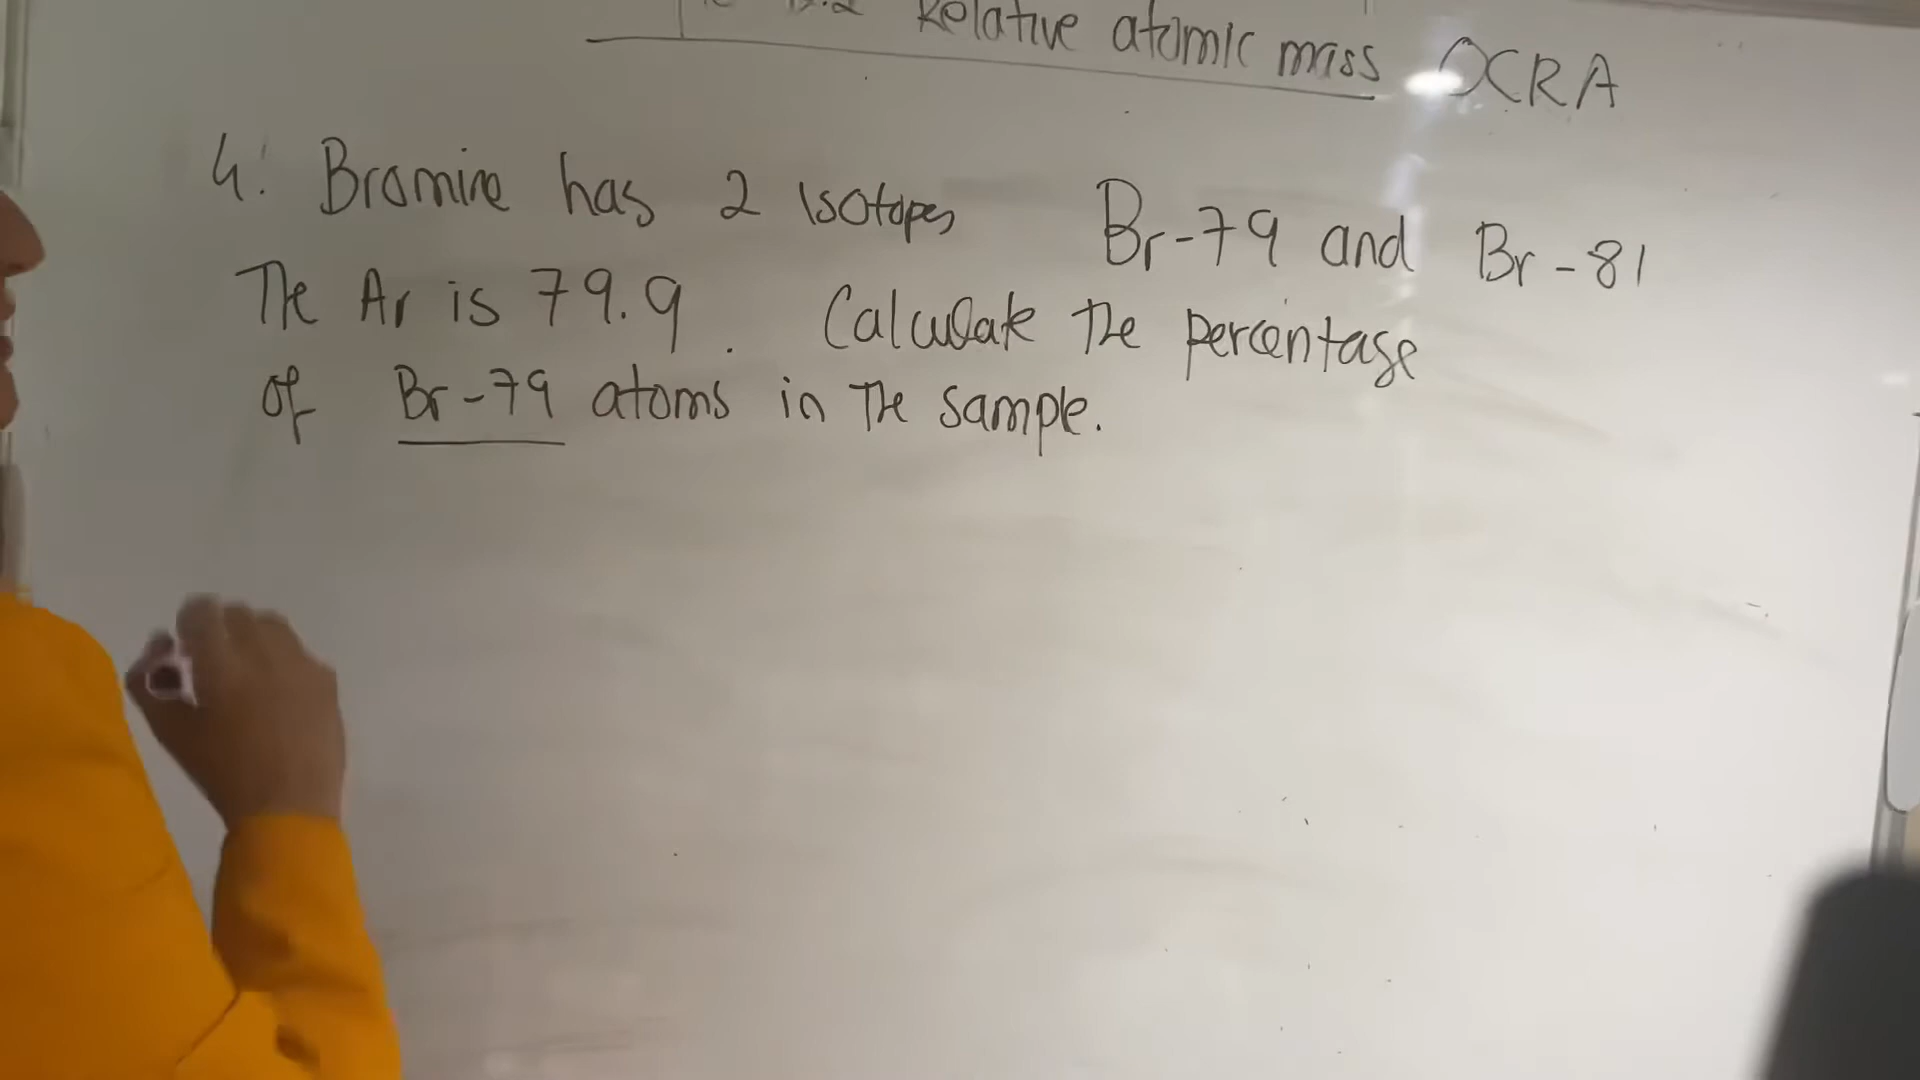 Relative atomic mass OCRA
4. Bromine has 2 isotopes Br-79 and Br-81
The Ar is 79.9. Calculate the percentage
of Br-79 atoms in the sample.